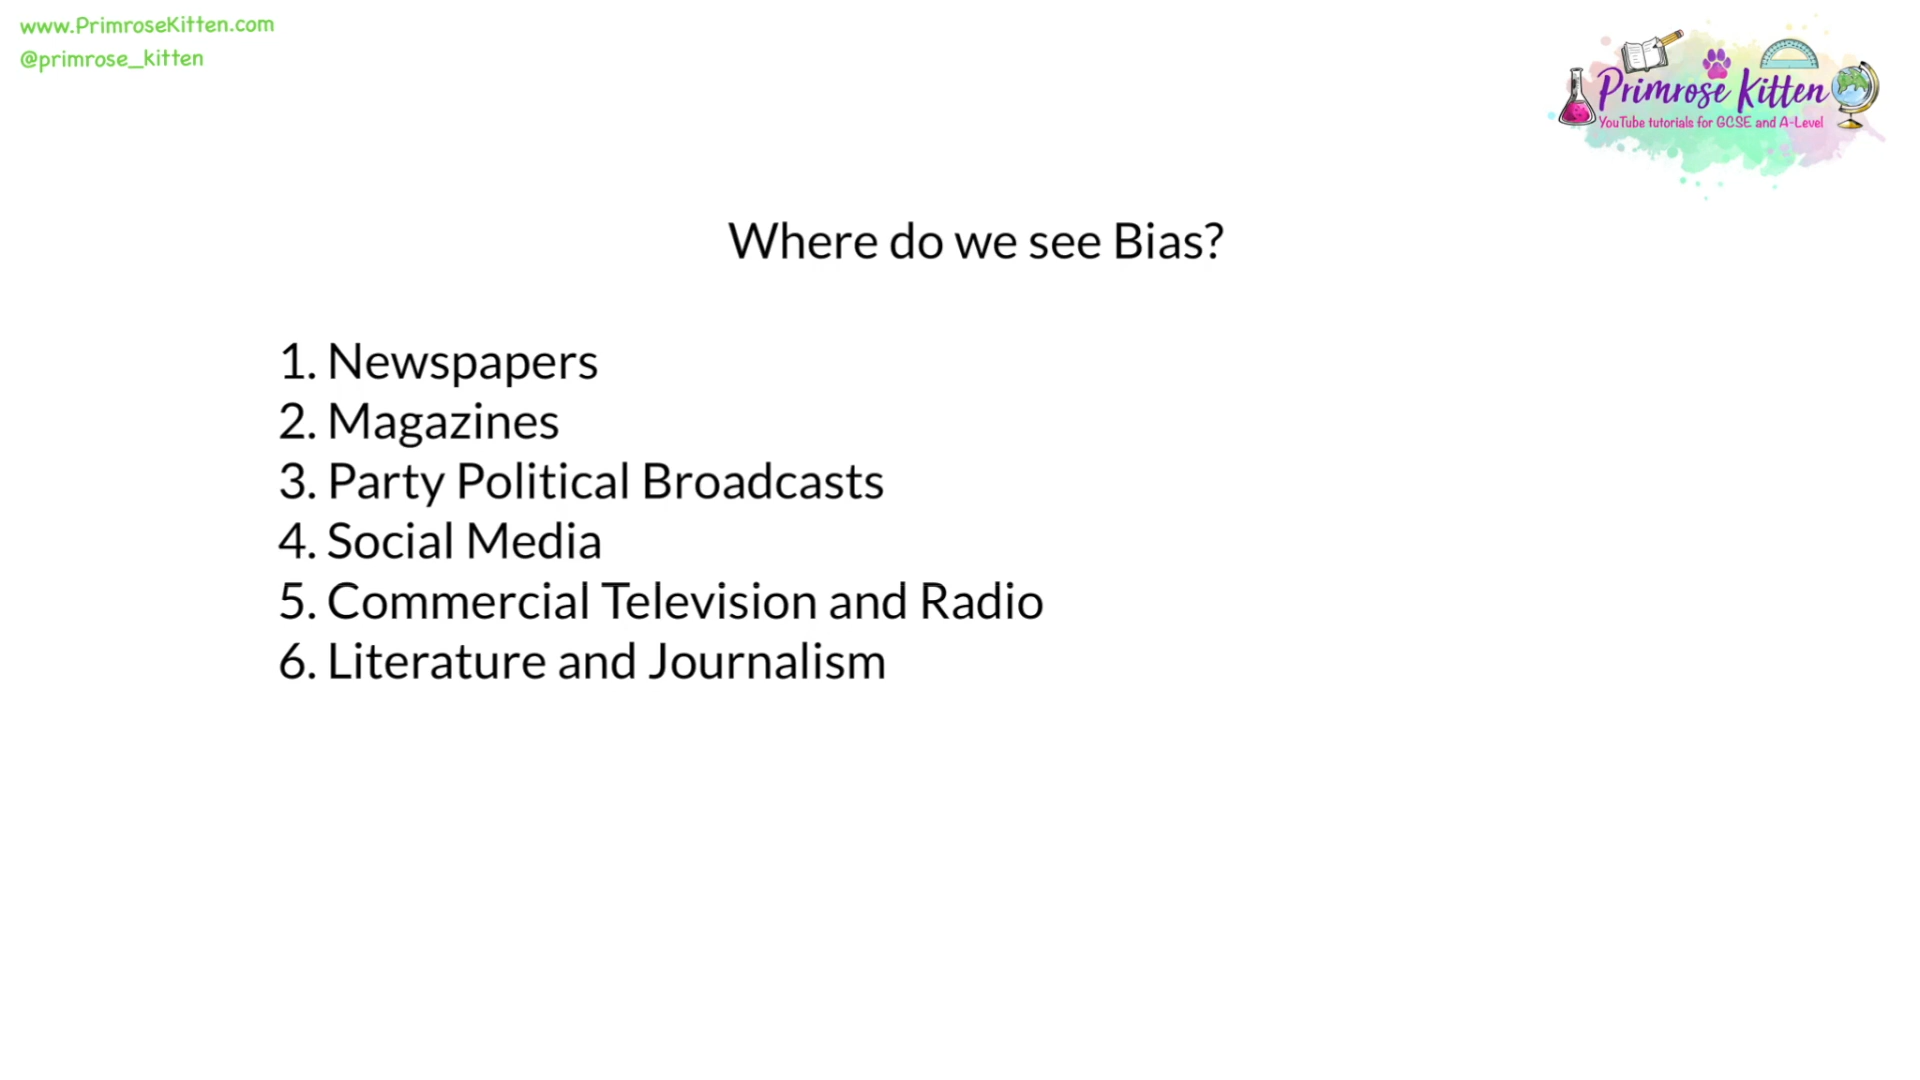 www.PrimroseKitten.com
@primrose_kitten
Primrose Kitten
YouTube tutorials for GCSE and A-Level
Where do we see Bias?
1. Newspapers
2. Magazines
3. Party Political Broadcasts
4. Social Media
5. Commercial Television and Radio
6. Literature and Journalism